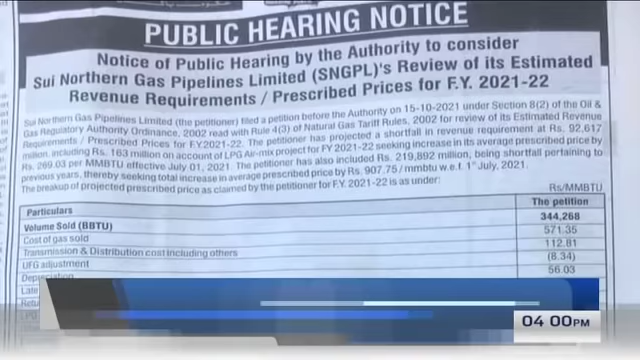 PUBLIC HEARING NOTICE
Notice of Public Hearing by the Authority to consider
Sui Northern Gas Pipelines Limited (SNGPL)'s Review of its Estimated
Revenue Requirements / Prescribed Prices for F.Y. 2021-22
Sui Northern Gas Pipelines Limited (the petitioner) filed a petition before the Authority on 15-10-2021 under Section 8(2) of the Oil &
Gas Regulatory Authority Ordinance, 2002 read with Rule 4(3) of Natural Gas Tariff Rules, 2002 for review of its Estimated Revenue
Requirements / Prescribed Prices for F.Y.2021-22. The petitioner has projected a shortfall in revenue requirement at Rs. 92,617
million, including Rs. 163 million on account of LPG Air-mix project for FY 2021-22 seeking increase in its average prescribed price by
Rs. 269.03 per MMBTU effective July 01, 2021. The petitioner has also included Rs. 219,892 million, being shortfall pertaining to
previous years, thereby seeking total increase in average prescribed price by Rs. 907.75/ mmbtu w.e.f. 1st July, 2021.
The breakup of projected prescribed price as claimed by the petitioner for F.Y. 2021-22 is as under:
Rs/MMBTU
Particulars The petition
Volume Sold (BBTU) 344,268
Cost of gas sold 571.35
Transmission & Distribution cost including others 112.81
UFG adjustment (8.34)
Depreciation 56.03
04 00PM